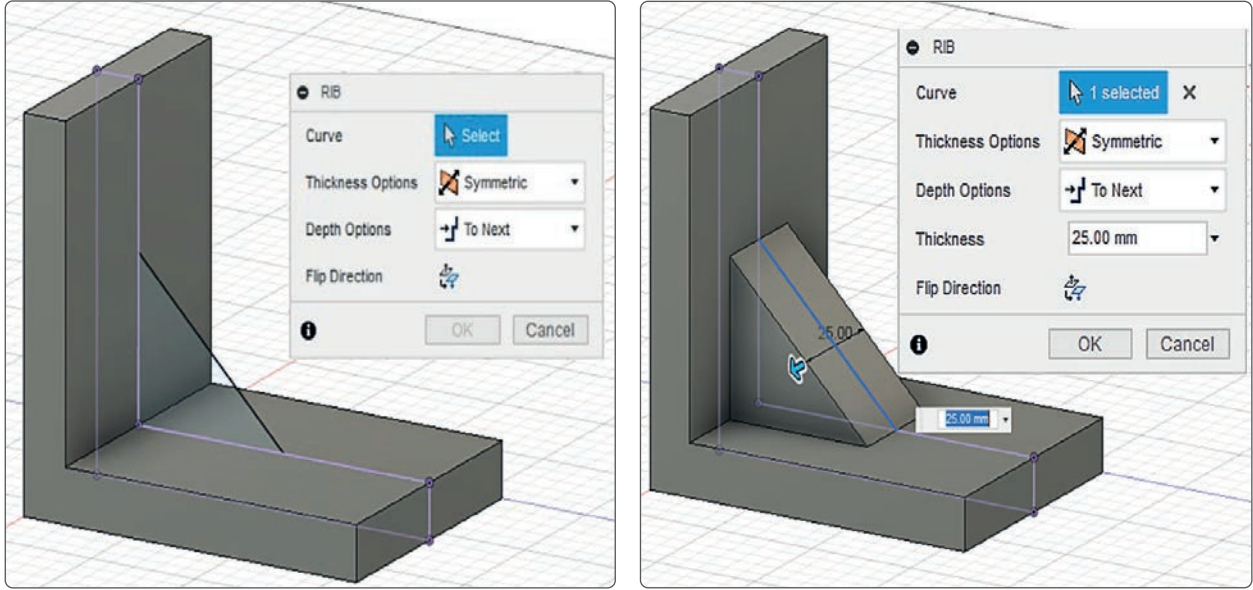 RIB
Curve Select
Thickness Options Symmetric
Depth Options To Next
Flip Direction
OK Cancel
RIB
Curve 1 selected
Thickness Options Symmetric
Depth Options To Next
Thickness 25.00 mm
Flip Direction
OK Cancel
25.00
25.00 mm